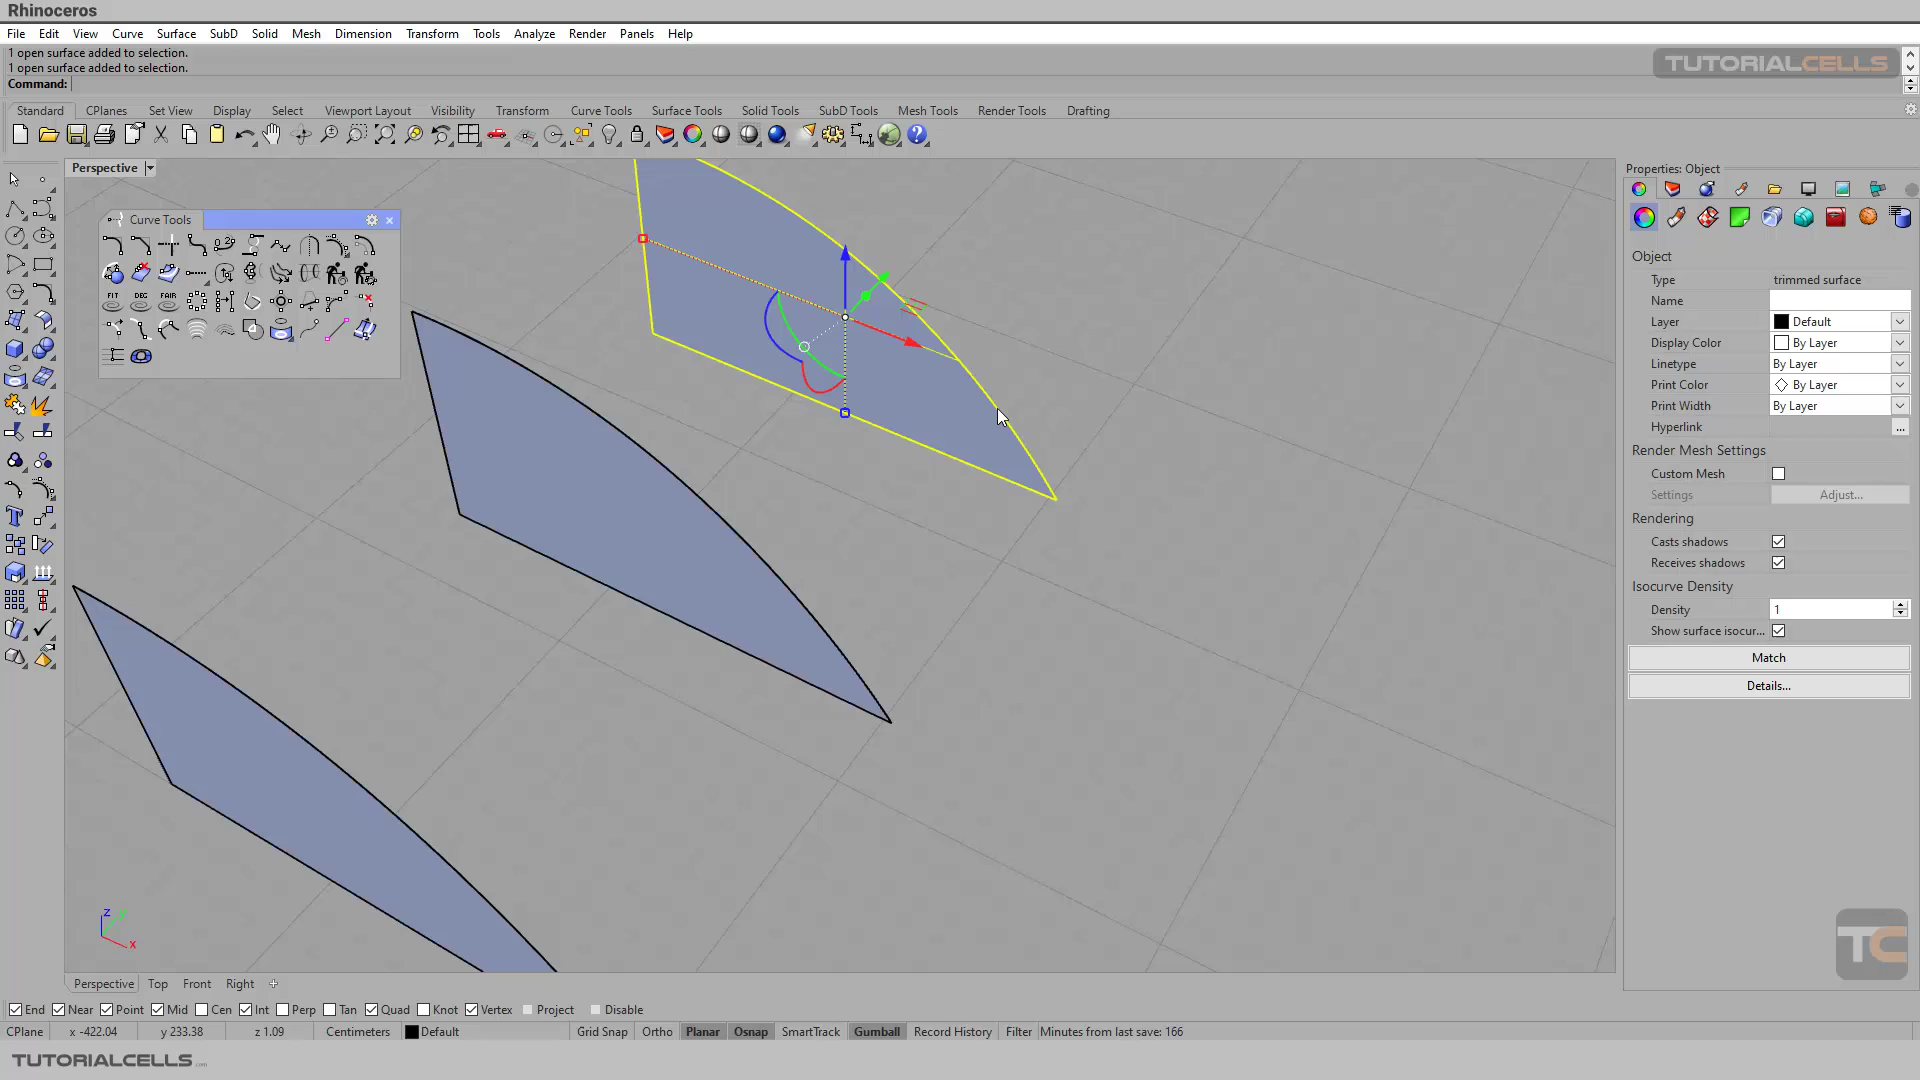 Rhinoceros
File Edit View Curve Surface SubD Solid Mesh Dimension Transform Tools Analyze Render Panels Help
1 open surface added to selection.
1 open surface added to selection.
Command:
TUTORIALCELLS
Standard CPlanes Set View Display Select Viewport Layout Visibility Transform Curve Tools Surface Tools Solid Tools SubD Tools Mesh Tools Render Tools Drafting
Perspective
Curve Tools
FIT DEG FAIR
z y x
Properties: Object
Object
Type trimmed surface
Name
Layer Default
Display Color By Layer
Linetype By Layer
Print Color By Layer
Print Width By Layer
Hyperlink ...
Render Mesh Settings
Custom Mesh
Settings Adjust...
Rendering
Casts shadows
Receives shadows
Isocurve Density
Density 1
Show surface isocur...
Match
Details...
TC
Perspective Top Front Right
End Near Point Mid Cen Int Perp Tan Quad Knot Vertex Project Disable
CPlane x -422.04 y 233.38 z 1.09 Centimeters Default Grid Snap Ortho Planar Osnap SmartTrack Gumball Record History Filter Minutes from last save: 166
TUTORIALCELLS